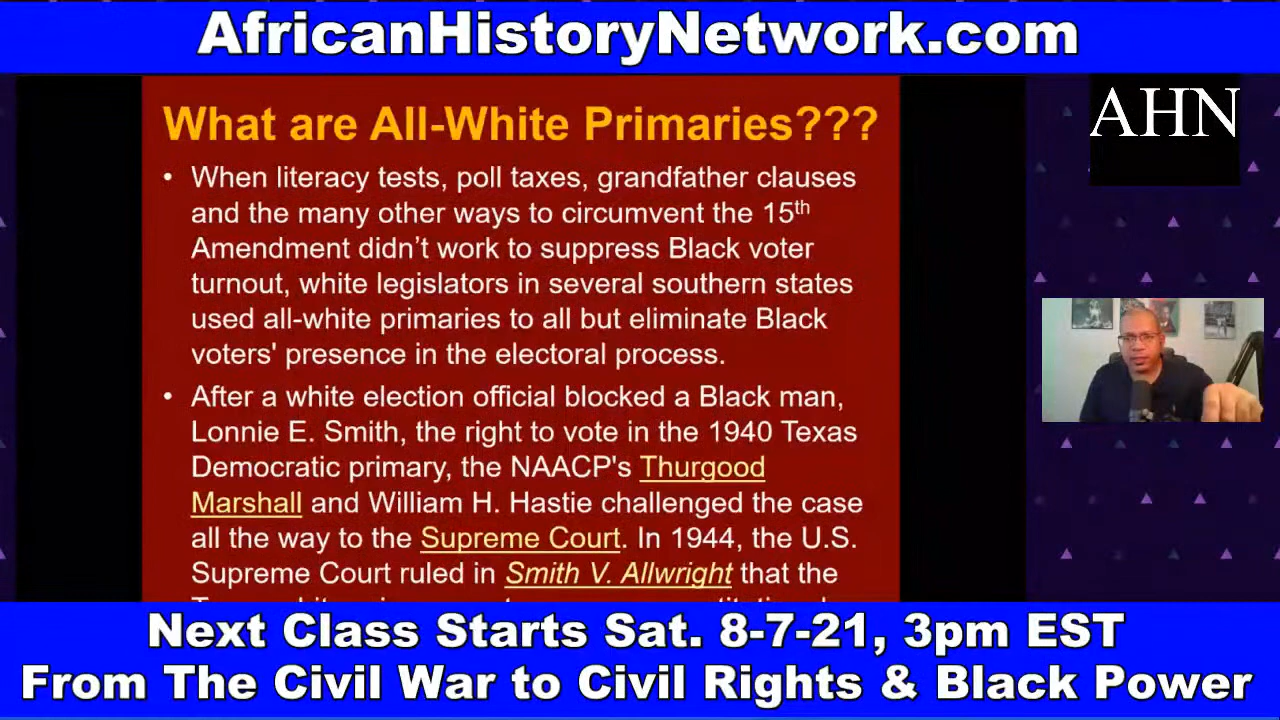 AfricanHistoryNetwork.com
AHN
What are All-White Primaries???
• When literacy tests, poll taxes, grandfather clauses
and the many other ways to circumvent the 15th
Amendment didn't work to suppress Black voter
turnout, white legislators in several southern states
used all-white primaries to all but eliminate Black
voters' presence in the electoral process.
• After a white election official blocked a Black man,
Lonnie E. Smith, the right to vote in the 1940 Texas
Democratic primary, the NAACP's Thurgood
Marshall and William H. Hastie challenged the case
all the way to the Supreme Court. In 1944, the U.S.
Supreme Court ruled in Smith V. Allwright that the
Next Class Starts Sat. 8-7-21, 3pm EST
From The Civil War to Civil Rights & Black Power